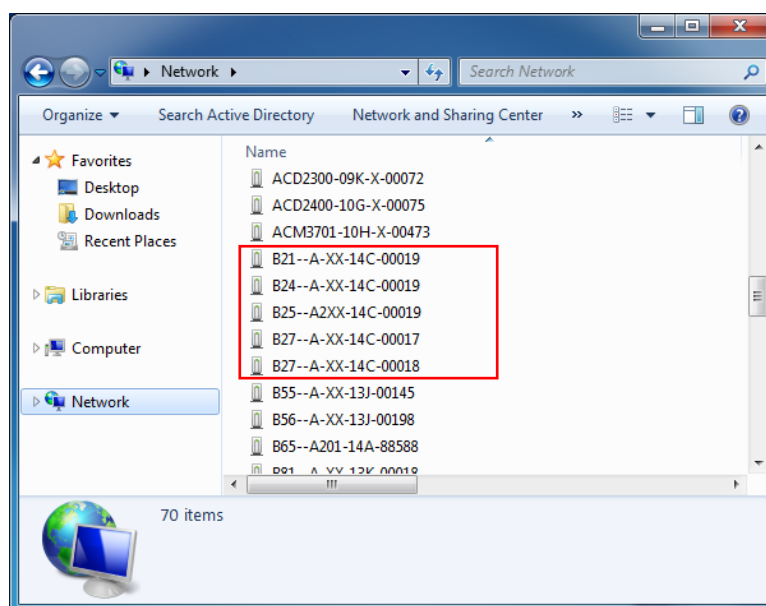 Network
Search Network
Organize Search Active Directory Network and Sharing Center »
Favorites
Desktop
Downloads
Recent Places
Libraries
Computer
Network
Name
ACD2300-09K-X-00072
ACD2400-10G-X-00075
ACM3701-10H-X-00473
B21--A-XX-14C-00019
B24--A-XX-14C-00019
B25--A2XX-14C-00019
B27--A-XX-14C-00017
B27--A-XX-14C-00018
B55--A-XX-13J-00145
B56--A-XX-13J-00198
B65--A201-14A-88588
70 items